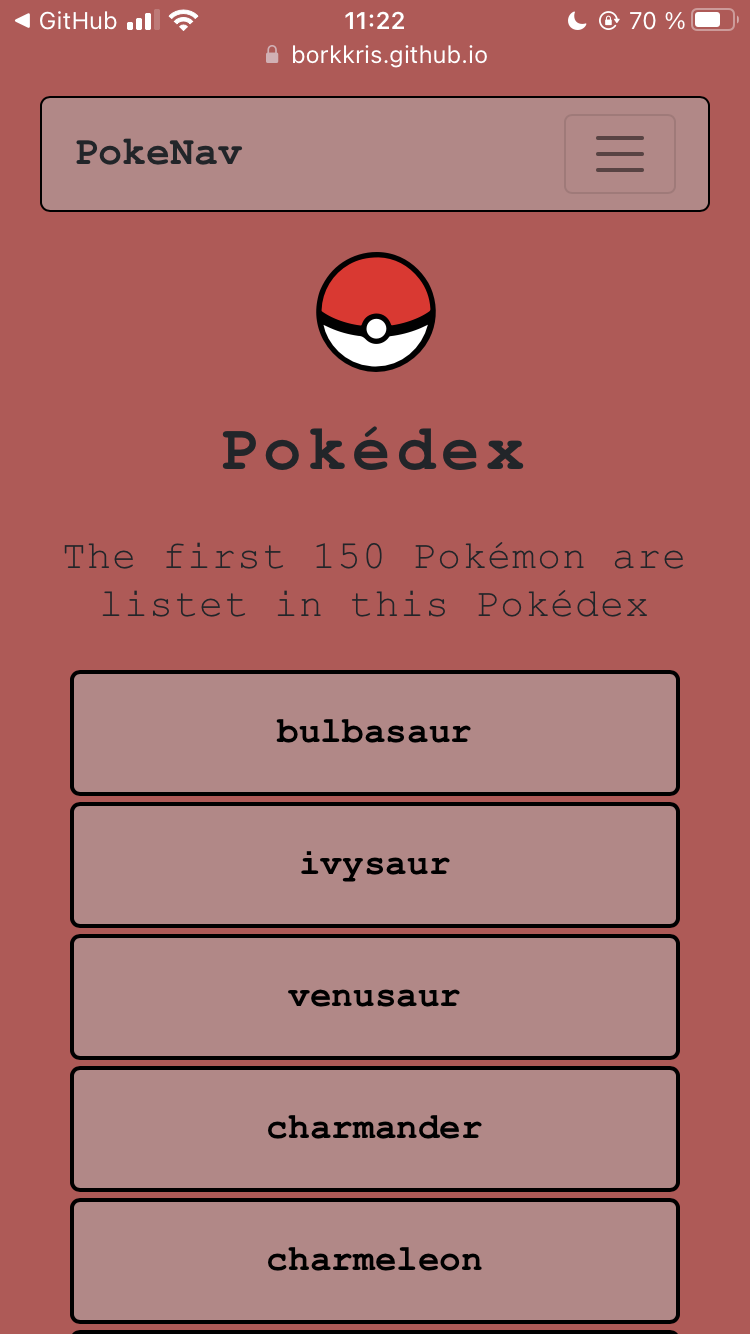 GitHub 11:22 70 %
borkkris.github.io
PokeNav
Pokédex
The first 150 Pokémon are
listet in this Pokédex
bulbasaur
ivysaur
venusaur
charmander
charmeleon